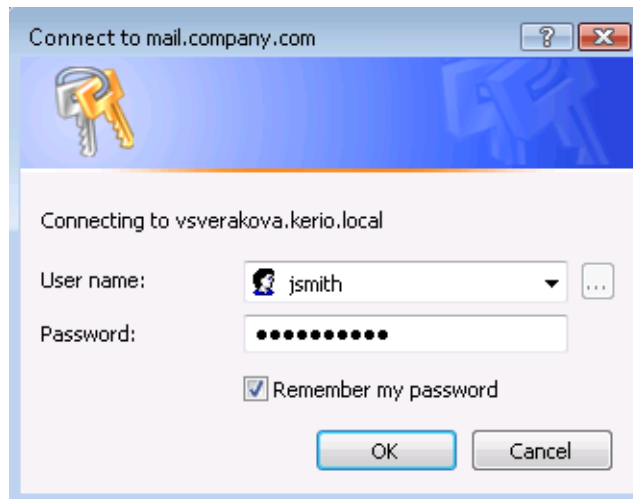 Connect to mail.company.com
Connecting to vsverakova.kerio.local
User name: jsmith ...
Password: ●●●●●●●●●●
Remember my password
OK Cancel